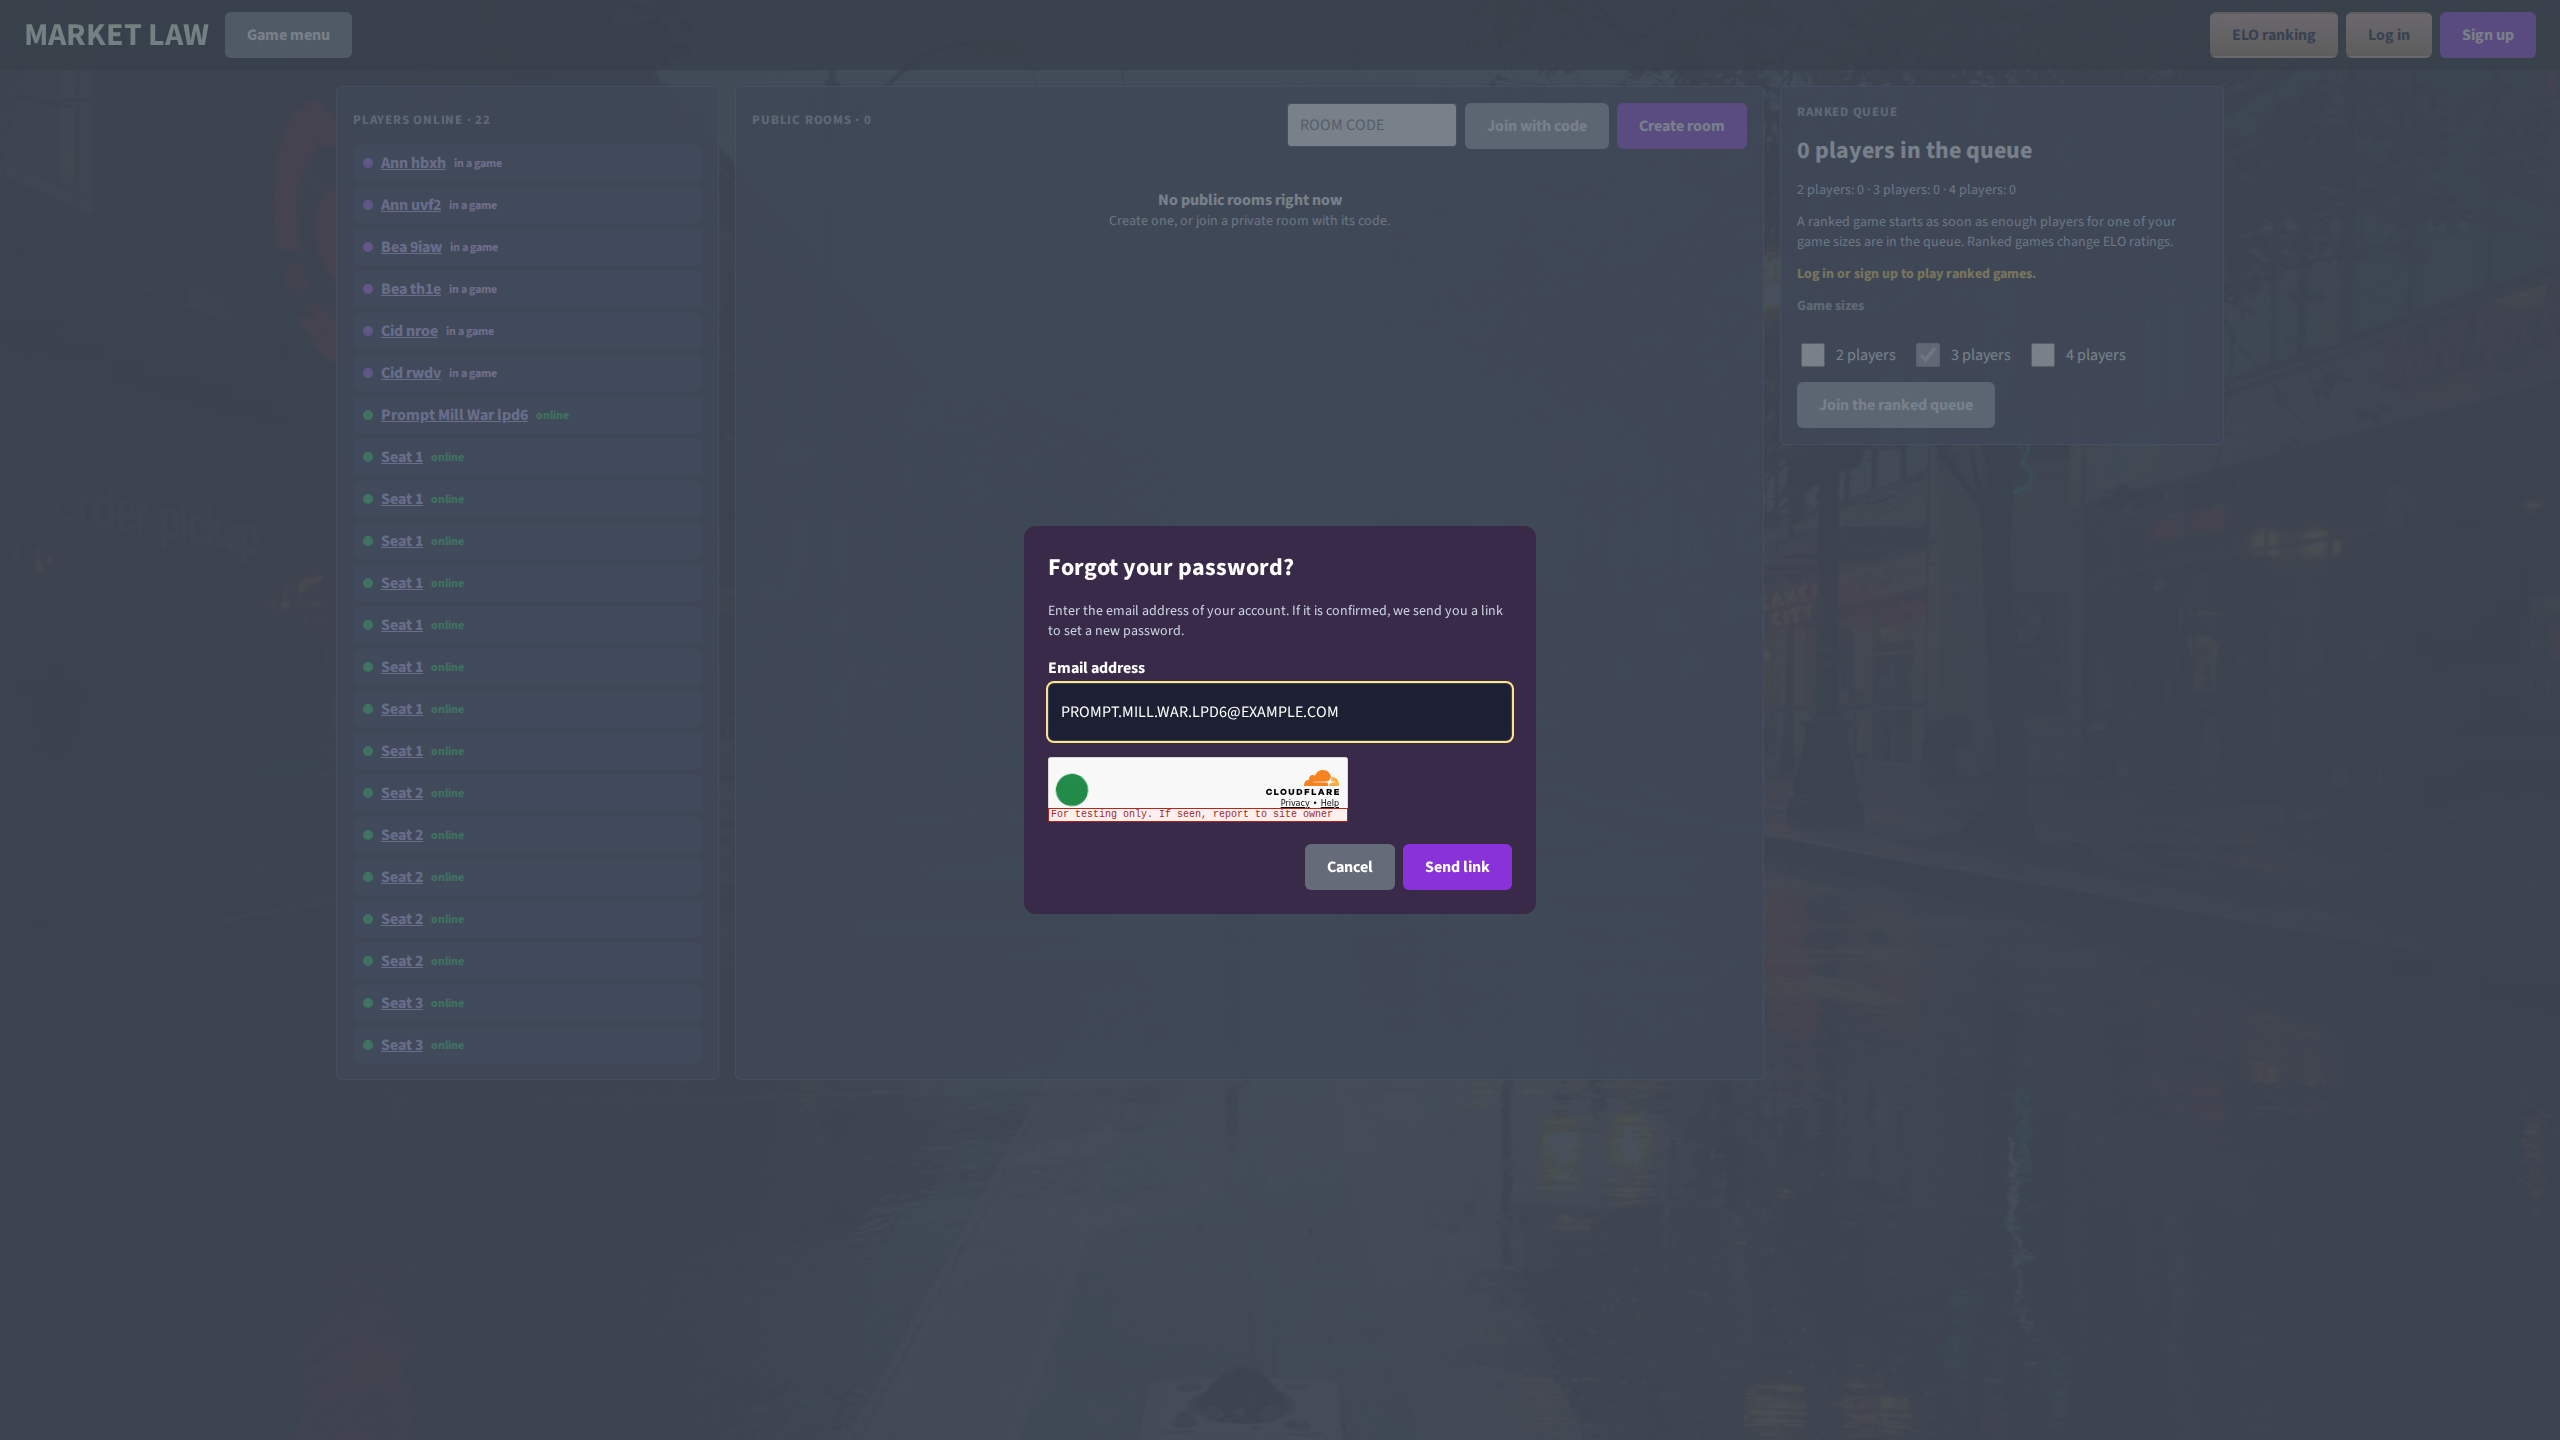 MARKET LAW
Game menu
ELO ranking
Log in
Sign up
PLAYERS ONLINE · 22
Ann hbxh in a game
Ann uvf2 in a game
Bea 9iaw in a game
Bea th1e in a game
Cid nroe in a game
Cid rwdv in a game
Prompt Mill War lpd6 online
Seat 1 online
Seat 1 online
Seat 1 online
Seat 1 online
Seat 1 online
Seat 1 online
Seat 1 online
Seat 1 online
Seat 2 online
Seat 2 online
Seat 2 online
Seat 2 online
Seat 2 online
Seat 3 online
Seat 3 online
PUBLIC ROOMS · 0
ROOM CODE
Join with code
Create room
No public rooms right now
Create one, or join a private room with its code.
RANKED QUEUE
0 players in the queue
2 players: 0 · 3 players: 0 · 4 players: 0
A ranked game starts as soon as enough players for one of your
game sizes are in the queue. Ranked games change ELO ratings.
Log in or sign up to play ranked games.
Game sizes
2 players
3 players
4 players
Join the ranked queue
Forgot your password?
Enter the email address of your account. If it is confirmed, we send you a link
to set a new password.
Email address
PROMPT.MILL.WAR.LPD6@EXAMPLE.COM
CLOUDFLARE
Privacy • Help
For testing only. If seen, report to site owner
Cancel
Send link
order pickup